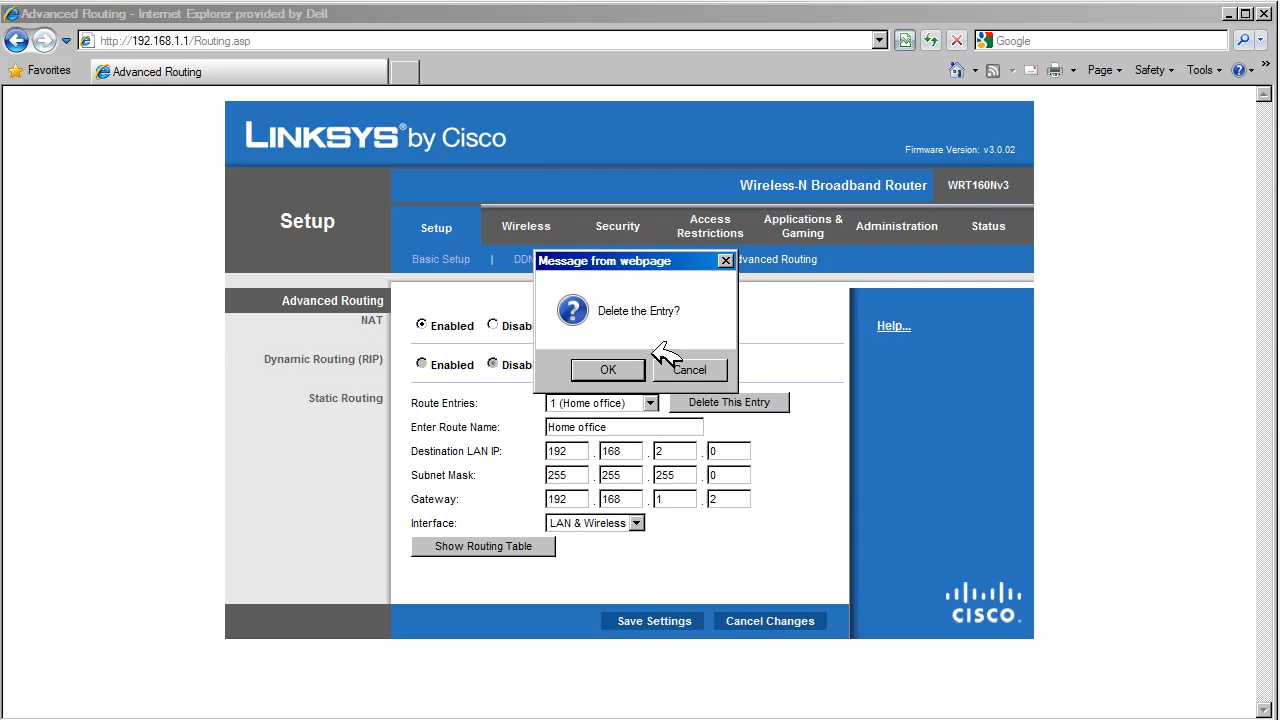 Advanced Routing - Internet Explorer provided by Dell
http://192.168.1.1/Routing.asp
Google
Favorites
Advanced Routing
Page
Safety
Tools
LINKSYS® by Cisco
Firmware Version: v3.0.02
Wireless-N Broadband Router
WRT160Nv3
Setup
Setup
Wireless
Security
Access Restrictions
Applications & Gaming
Administration
Status
Basic Setup | DDN
dvanced Routing
Message from webpage
Delete the Entry?
OK
Cancel
Advanced Routing
NAT
Enabled
Disab
Help...
Dynamic Routing (RIP)
Enabled
Disab
Static Routing
Route Entries:
1 (Home office)
Delete This Entry
Enter Route Name:
Home office
Destination LAN IP:
192 . 168 . 2 . 0
Subnet Mask:
255 . 255 . 255 . 0
Gateway:
192 . 168 . 1 . 2
Interface:
LAN & Wireless
Show Routing Table
Save Settings
Cancel Changes
CISCO.